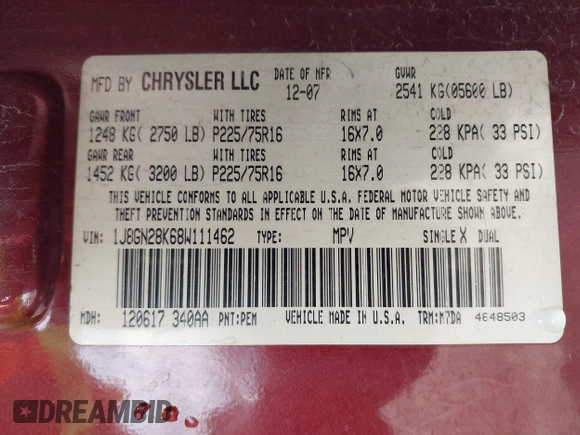 MFD BY CHRYSLER LLC DATE OF MFR GVWR
12-07 2541 KG(05600 LB)
GAWR FRONT WITH TIRES RIMS AT COLD
1248 KG( 2750 LB) P225/75R16 16X7.0 228 KPA( 33 PSI)
GAWR REAR WITH TIRES RIMS AT COLD
1452 KG( 3200 LB) P225/75R16 16X7.0 228 KPA( 33 PSI)
THIS VEHICLE CONFORMS TO ALL APPLICABLE U.S.A. FEDERAL MOTOR VEHICLE SAFETY AND
THEFT PREVENTION STANDARDS IN EFFECT ON THE DATE OF MANUFACTURE SHOWN ABOVE.
VIN: 1J8GN28K68W111462 TYPE: MPV SINGLE X DUAL
MDH: 120617 340AA PNT:PEM VEHICLE MADE IN U.S.A. TRM:M7DA 4648503
DREAMBID